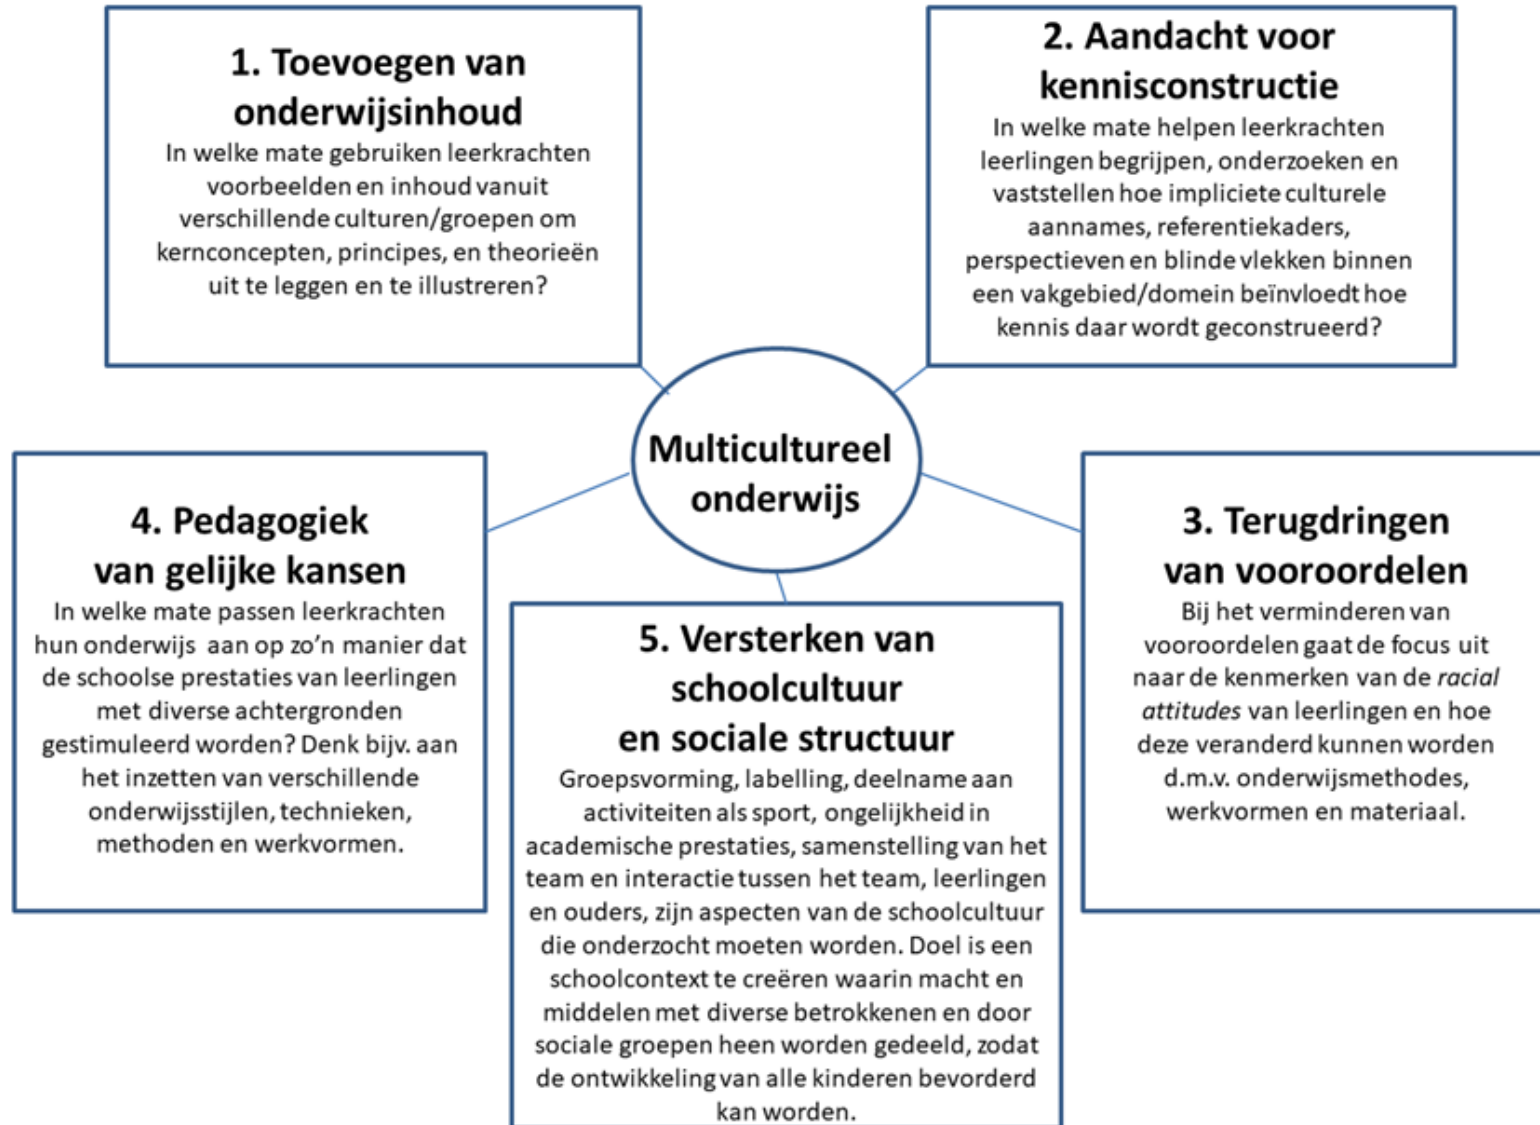 1. Toevoegen van
onderwijsinhoud
In welke mate gebruiken leerkrachten
voorbeelden en inhoud vanuit
verschillende culturen/groepen om
kernconcepten, principes, en theorieën
uit te leggen en te illustreren?
2. Aandacht voor
kennisconstructie
In welke mate helpen leerkrachten
leerlingen begrijpen, onderzoeken en
vaststellen hoe impliciete culturele
aannames, referentiekaders,
perspectieven en blinde vlekken binnen
een vakgebied/domein beïnvloedt hoe
kennis daar wordt geconstrueerd?
Multicultureel
onderwijs
3. Terugdringen
van vooroordelen
Bij het verminderen van
vooroordelen gaat de focus uit
naar de kenmerken van de racial
attitudes van leerlingen en hoe
deze veranderd kunnen worden
d.m.v. onderwijsmethodes,
werkvormen en materiaal.
4. Pedagogiek
van gelijke kansen
In welke mate passen leerkrachten
hun onderwijs aan op zo’n manier dat
de schoolse prestaties van leerlingen
met diverse achtergronden
gestimuleerd worden? Denk bijv. aan
het inzetten van verschillende
onderwijsstijlen, technieken,
methoden en werkvormen.
5. Versterken van
schoolcultuur
en sociale structuur
Groepsvorming, labelling, deelname aan
activiteiten als sport, ongelijkheid in
academische prestaties, samenstelling van het
team en interactie tussen het team, leerlingen
en ouders, zijn aspecten van de schoolcultuur
die onderzocht moeten worden. Doel is een
schoolcontext te creëren waarin macht en
middelen met diverse betrokkenen en door
sociale groepen heen worden gedeeld, zodat
de ontwikkeling van alle kinderen bevorderd
kan worden.